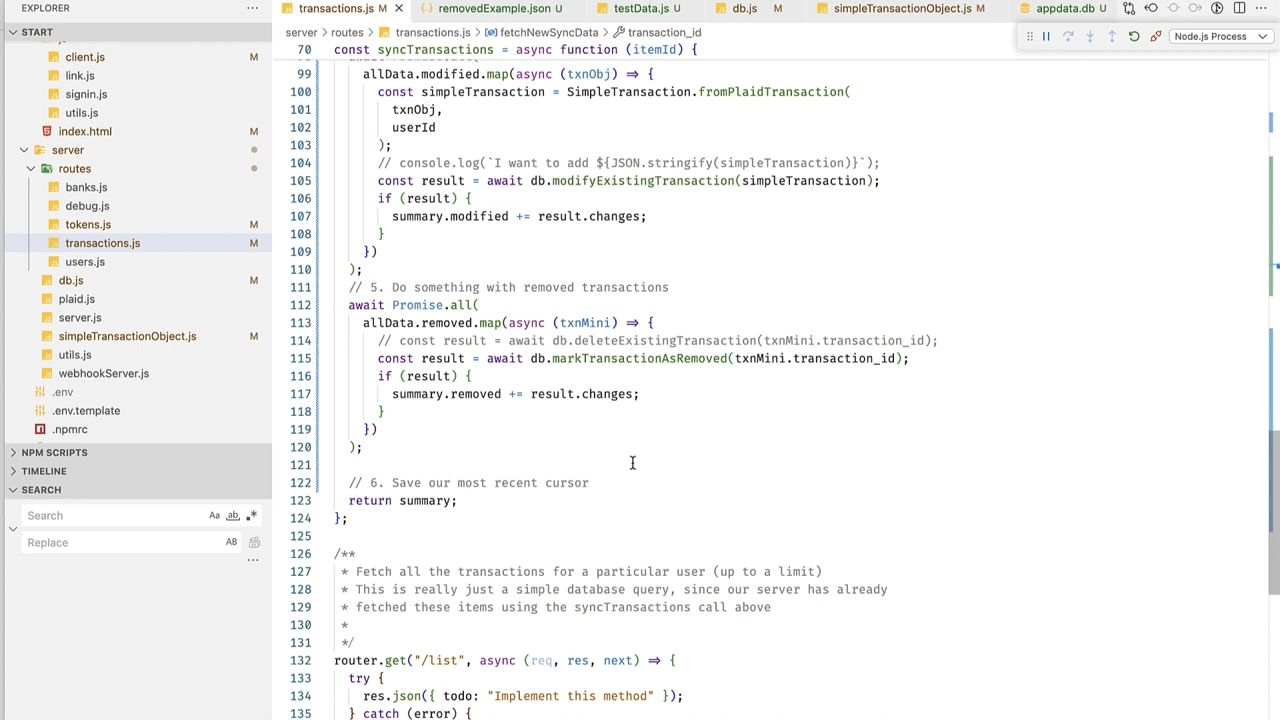 EXPLORER
START
client.js M
link.js
signin.js
utils.js
index.html M
server
routes
banks.js
debug.js
tokens.js M
transactions.js M
users.js
db.js M
plaid.js
server.js
simpleTransactionObject.js M
utils.js
webhookServer.js
.env
.env.template
.npmrc
NPM SCRIPTS
TIMELINE
SEARCH
Search Aa ab
Replace AB
transactions.js M removedExample.json U testData.js U db.js M simpleTransactionObject.js M appdata.db U
server routes transactions.js fetchNewSyncData transaction_id
Node.js Process
70 const syncTransactions = async function (itemId) {
99 allData.modified.map(async (txnObj) => {
100 const simpleTransaction = SimpleTransaction.fromPlaidTransaction(
101 txnObj,
102 userId
103 );
104 // console.log(`I want to add ${JSON.stringify(simpleTransaction)}`);
105 const result = await db.modifyExistingTransaction(simpleTransaction);
106 if (result) {
107 summary.modified += result.changes;
108 }
109 })
110 );
111 // 5. Do something with removed transactions
112 await Promise.all(
113 allData.removed.map(async (txnMini) => {
114 // const result = await db.deleteExistingTransaction(txnMini.transaction_id);
115 const result = await db.markTransactionAsRemoved(txnMini.transaction_id);
116 if (result) {
117 summary.removed += result.changes;
118 }
119 })
120 );
121
122 // 6. Save our most recent cursor
123 return summary;
124 };
125
126 /**
127 * Fetch all the transactions for a particular user (up to a limit)
128 * This is really just a simple database query, since our server has already
129 * fetched these items using the syncTransactions call above
130 *
131 */
132 router.get("/list", async (req, res, next) => {
133 try {
134 res.json({ todo: "Implement this method" });
135 } catch (error) {